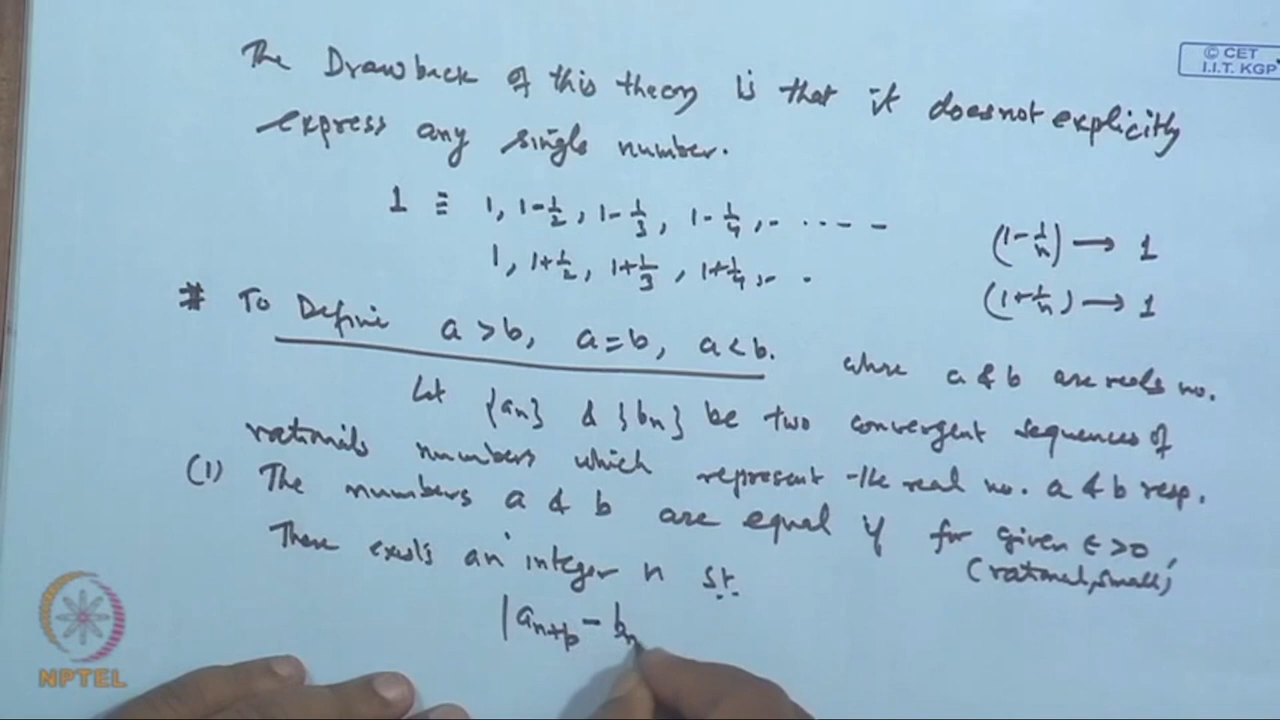 © CET
I.I.T. KGP
The Drawback of this theory is that it does not explicitly
express any single number.
1 ≡ 1, 1-1/2, 1-1/3, 1-1/4, ......
(1-1/n) → 1
1, 1+1/2, 1+1/3, 1+1/4, ...
(1+1/n) → 1
# To Define a>b, a=b, a<b. where a & b are reals no.
Let {an} & {bn} be two convergent sequences of
rationals numbers which represent the real no. a & b resp.
(1) The numbers a & b are equal if for given ε>0,
(rational, small)
There exists an integer n st.
|an+p - bn
NPTEL